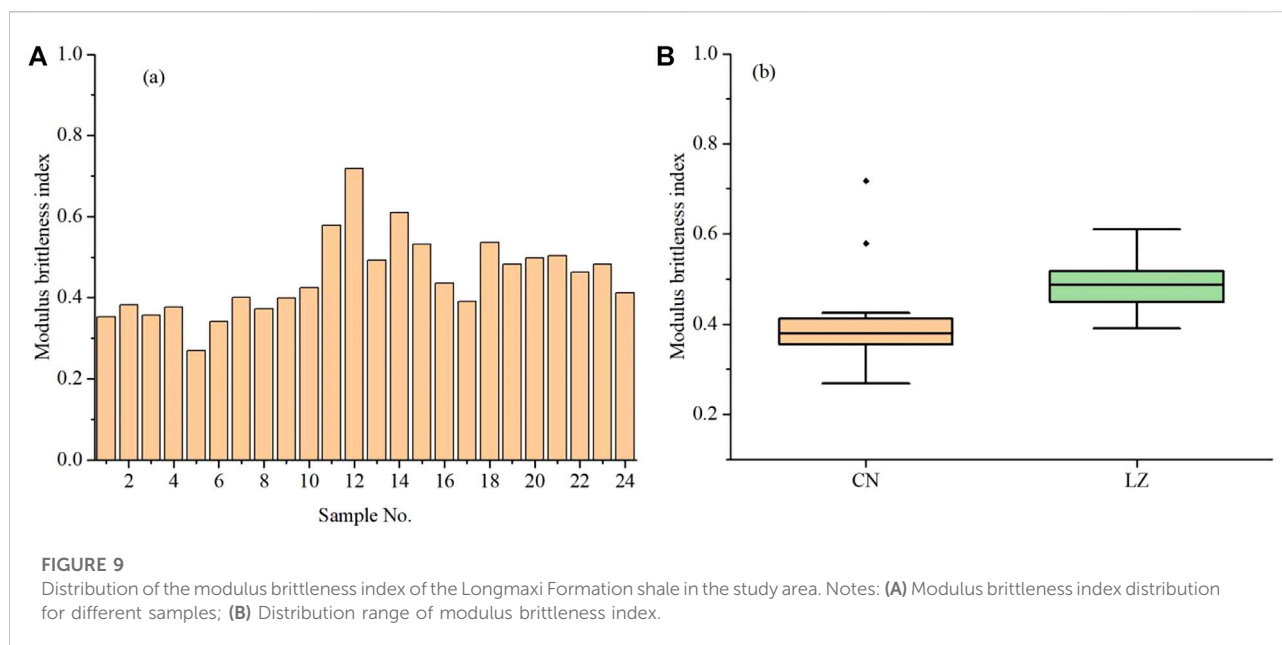 A
(a)
1.0
0.8
0.6
0.4
0.2
0.0
Modulus brittleness index
2 4 6 8 10 12 14 16 18 20 22 24
Sample No.
B
(b)
1.0
0.8
0.6
0.4
0.2
Modulus brittleness index
CN LZ
FIGURE 9
Distribution of the modulus brittleness index of the Longmaxi Formation shale in the study area. Notes: (A) Modulus brittleness index distribution
for different samples; (B) Distribution range of modulus brittleness index.